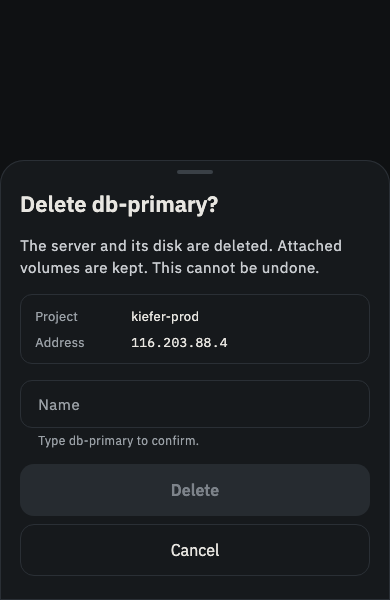 Delete db-primary?
The server and its disk are deleted. Attached
volumes are kept. This cannot be undone.
Project kiefer-prod
Address 116.203.88.4
Name
Type db-primary to confirm.
Delete
Cancel